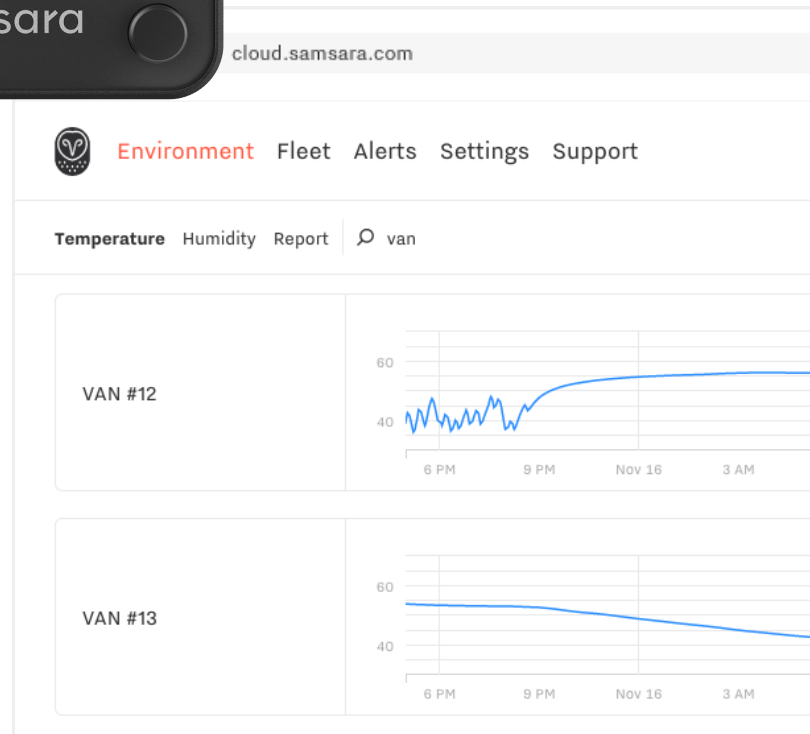 sara
cloud.samsara.com
Environment Fleet Alerts Settings Support
Temperature Humidity Report van
VAN #12
60
40
6 PM 9 PM Nov 16 3 AM
VAN #13
60
40
6 PM 9 PM Nov 16 3 AM